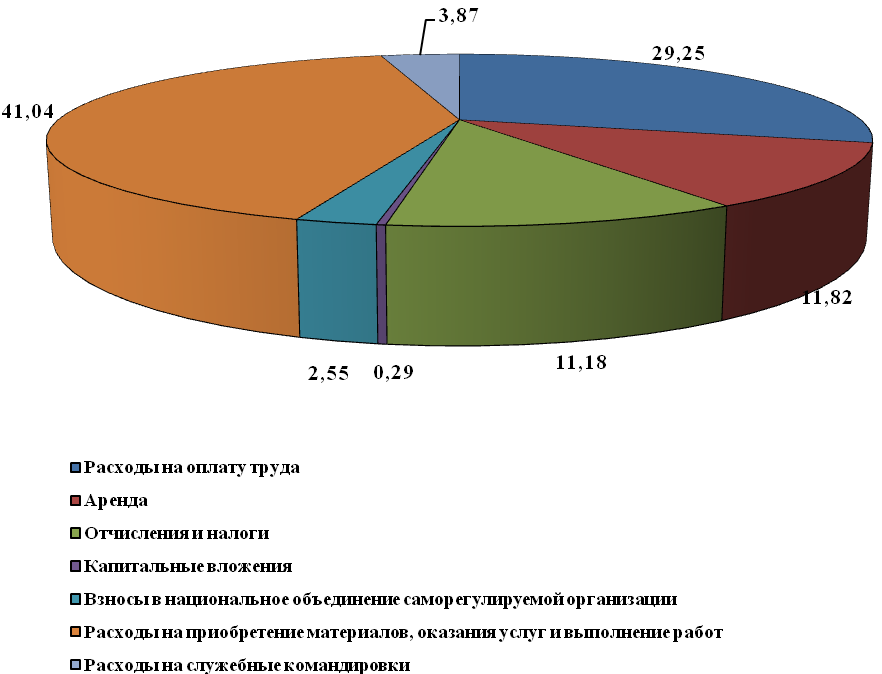 3,87
29,25
41,04
11,82
11,18
2,55
0,29
Расходы на оплату труда
Аренда
Отчисления и налоги
Капитальные вложения
Взносы в национальное объединение саморегулируемой организации
Расходы на приобретение материалов, оказания услуг и выполнение работ
Расходы на служебные командировки